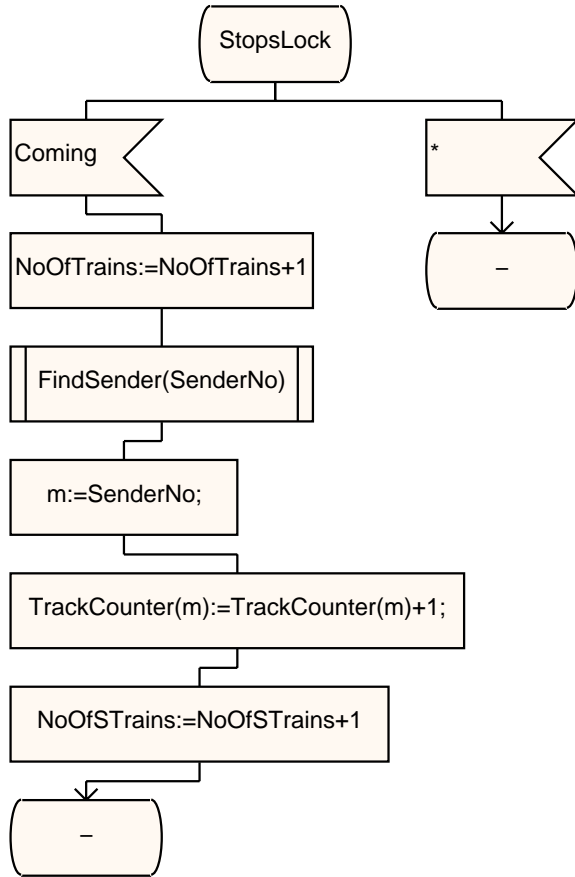 StopsLock
Coming
*
NoOfTrains:=NoOfTrains+1
–
FindSender(SenderNo)
m:=SenderNo;
TrackCounter(m):=TrackCounter(m)+1;
NoOfSTrains:=NoOfSTrains+1
–